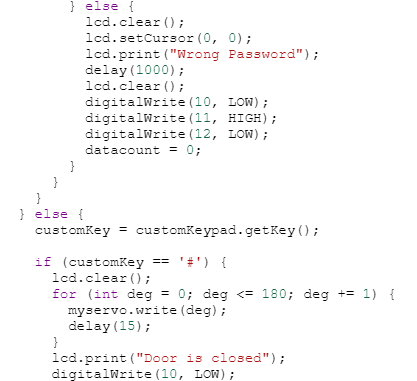 } else {
lcd.clear();
lcd.setCursor(0, 0);
lcd.print("Wrong Password");
delay(1000);
lcd.clear();
digitalWrite(10, LOW);
digitalWrite(11, HIGH);
digitalWrite(12, LOW);
datacount = 0;
}
}
}
} else {
customKey = customKeypad.getKey();
if (customKey == '#') {
lcd.clear();
for (int deg = 0; deg <= 180; deg += 1) {
myservo.write(deg);
delay(15);
}
lcd.print("Door is closed");
digitalWrite(10, LOW);